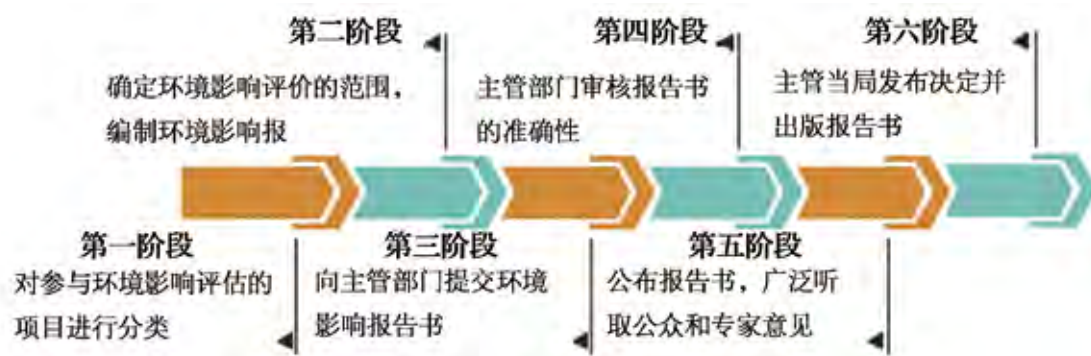 第二阶段
确定环境影响评价的范围，
编制环境影响报
第四阶段
主管部门审核报告书
的准确性
第六阶段
主管当局发布决定并
出版报告书
第一阶段
对参与环境影响评估的
项目进行分类
第三阶段
向主管部门提交环境
影响报告书
第五阶段
公布报告书，广泛听
取公众和专家意见